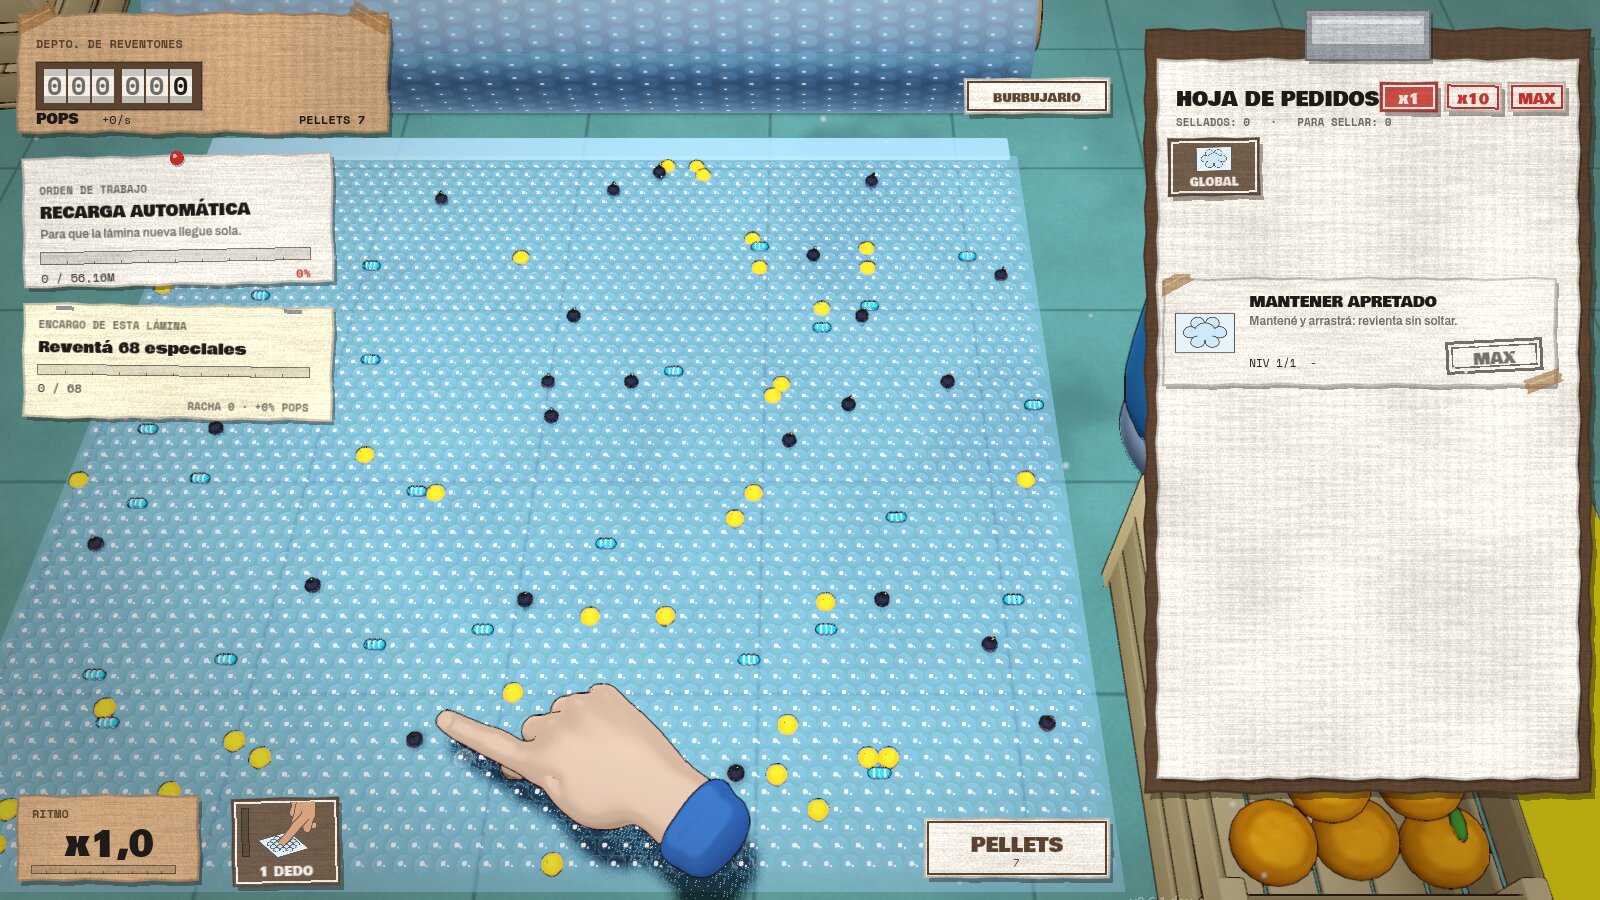 DEPTO. DE REVENTONES
000 000 0
POPS +0/s PELLETS 7
ORDEN DE TRABAJO
RECARGA AUTOMÁTICA
Para que la lámina nueva llegue sola.
0 / 56.16M 0%
ENCARGO DE ESTA LÁMINA
Reventá 68 especiales
0 / 68
RACHA 0 · +0% POPS
RITMO
x1,0
1 DEDO
BURBUJARIO
PELLETS
7
HOJA DE PEDIDOS x1 x10 MAX
SELLADOS: 0 · PARA SELLAR: 0
GLOBAL
MANTENER APRETADO
Mantené y arrastrá: revienta sin soltar.
NIV 1/1 -
MAX